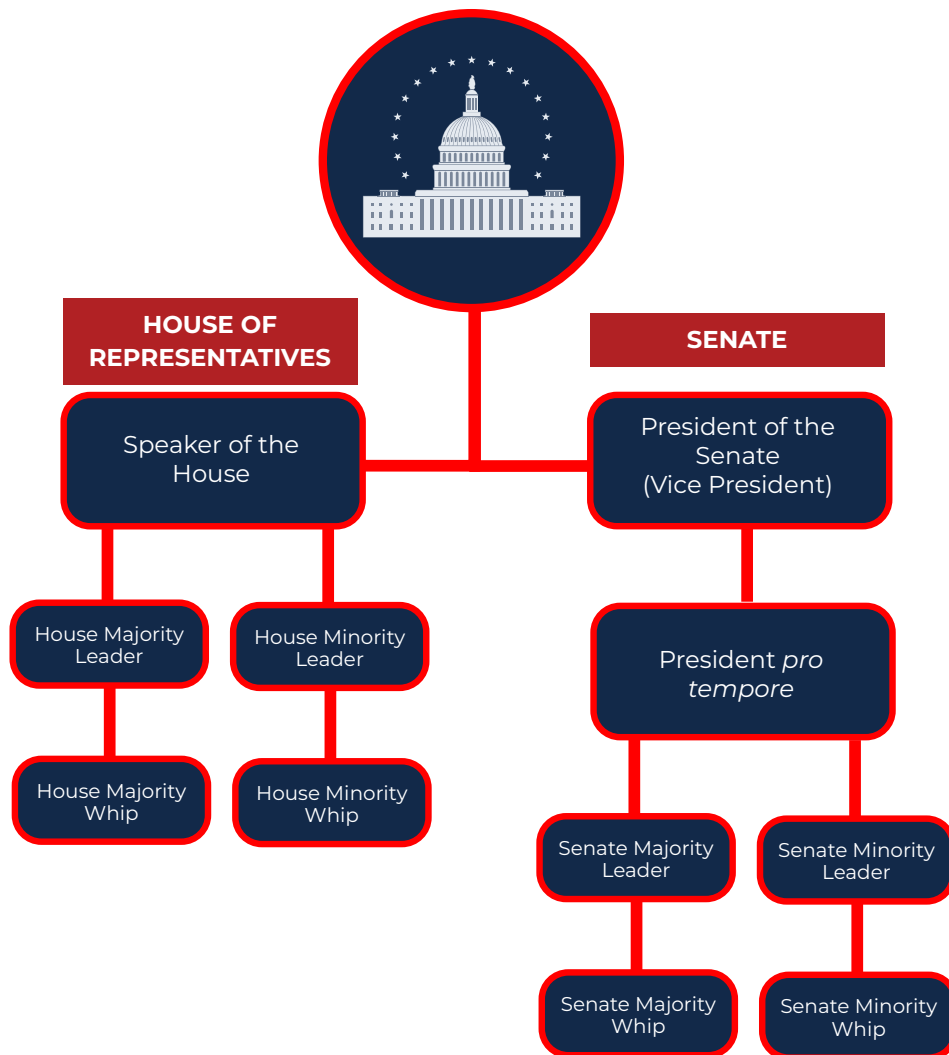 HOUSE OF
REPRESENTATIVES
Speaker of the
House
House Majority
Leader
House Minority
Leader
House Majority
Whip
House Minority
Whip
SENATE
President of the
Senate
(Vice President)
President pro
tempore
Senate Majority
Leader
Senate Minority
Leader
Senate Majority
Whip
Senate Minority
Whip